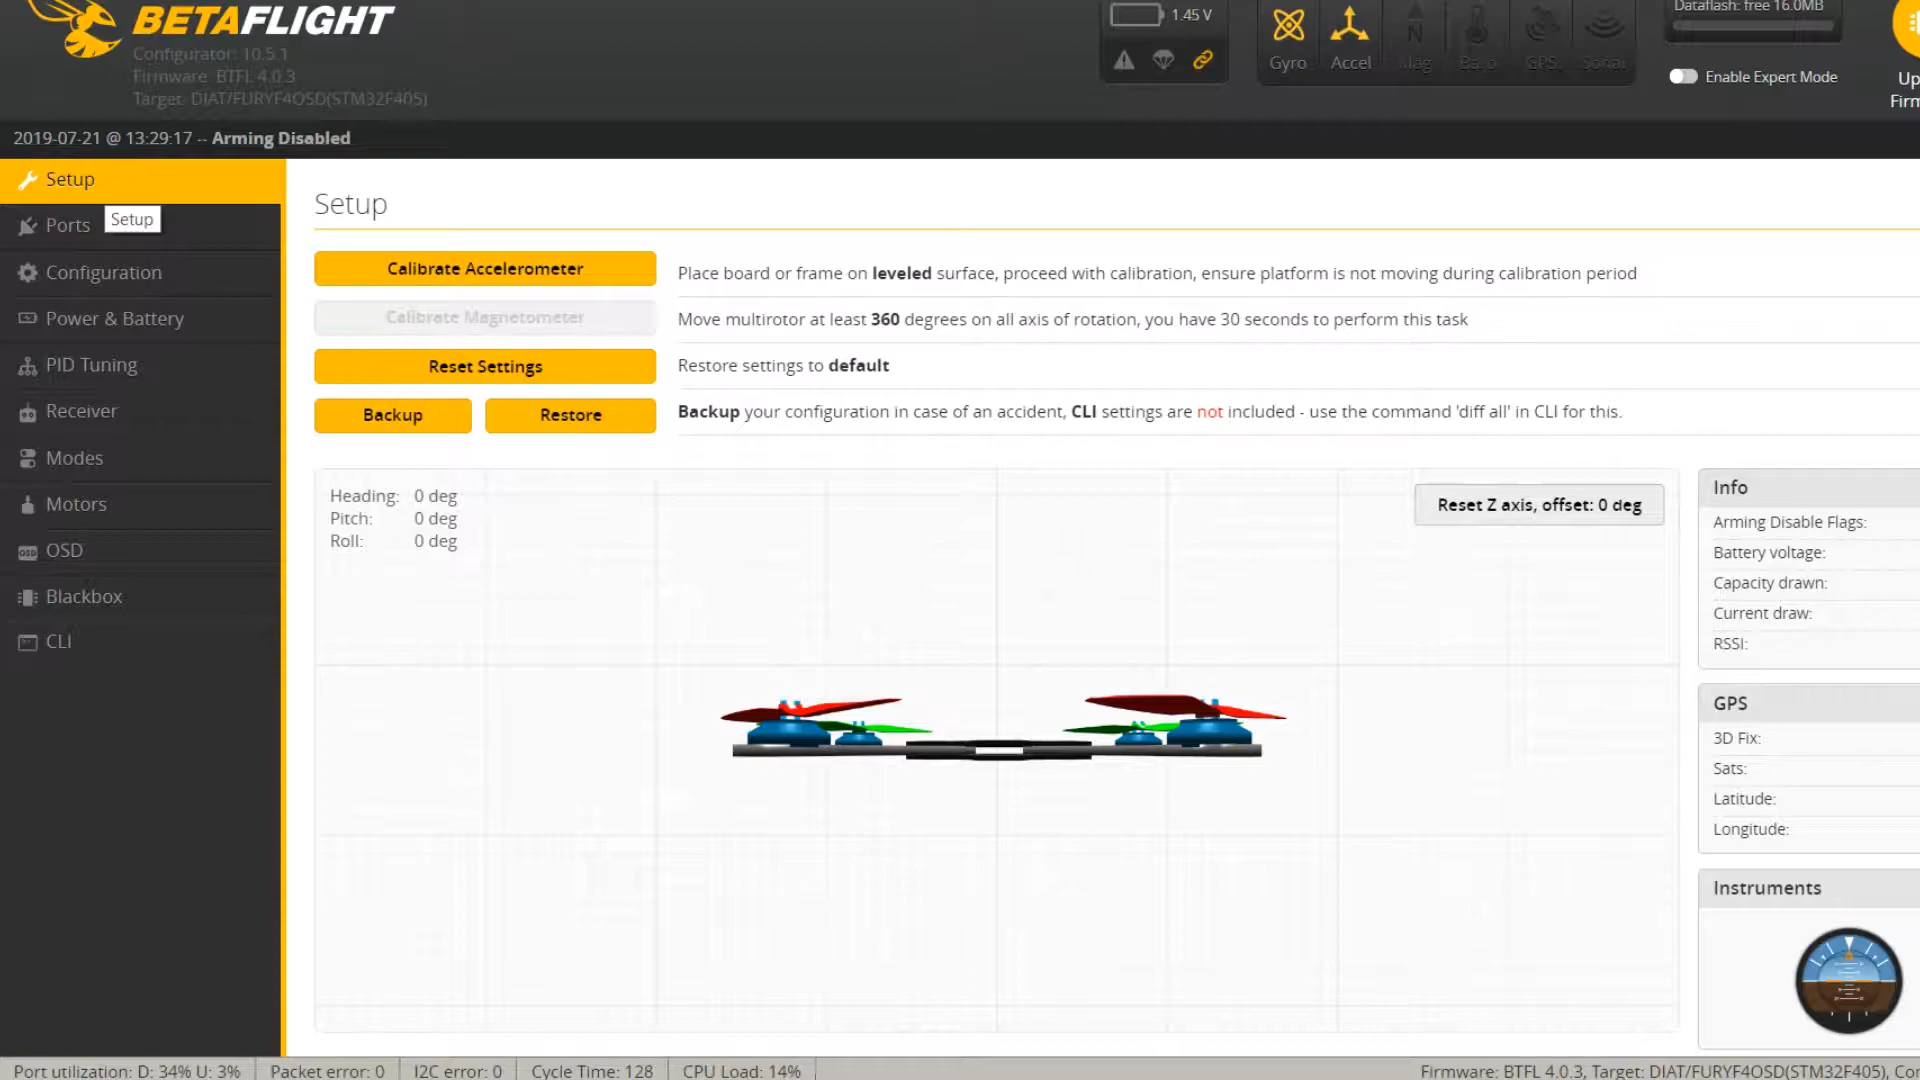 BETAFLIGHT
Configurator: 10.5.1
Firmware: BTFL 4.0.3
Target: DIAT/FURYF4OSD(STM32F405)
1.45 V
Gyro
Accel
Mag
Baro
GPS
Sonar
Dataflash: free 16.0MB
Enable Expert Mode
Up
Firm
2019-07-21 @ 13:29:17 -- Arming Disabled
Setup
Ports
Setup
Configuration
Power & Battery
PID Tuning
Receiver
Modes
Motors
OSD
Blackbox
CLI
Setup
Calibrate Accelerometer
Place board or frame on leveled surface, proceed with calibration, ensure platform is not moving during calibration period
Calibrate Magnetometer
Move multirotor at least 360 degrees on all axis of rotation, you have 30 seconds to perform this task
Reset Settings
Restore settings to default
Backup
Restore
Backup your configuration in case of an accident, CLI settings are not included - use the command 'diff all' in CLI for this.
Heading: 0 deg
Pitch: 0 deg
Roll: 0 deg
Reset Z axis, offset: 0 deg
Info
Arming Disable Flags:
Battery voltage:
Capacity drawn:
Current draw:
RSSI:
GPS
3D Fix:
Sats:
Latitude:
Longitude:
Instruments
Port utilization: D: 34% U: 3%
Packet error: 0
I2C error: 0
Cycle Time: 128
CPU Load: 14%
Firmware: BTFL 4.0.3, Target: DIAT/FURYF4OSD(STM32F405), Con